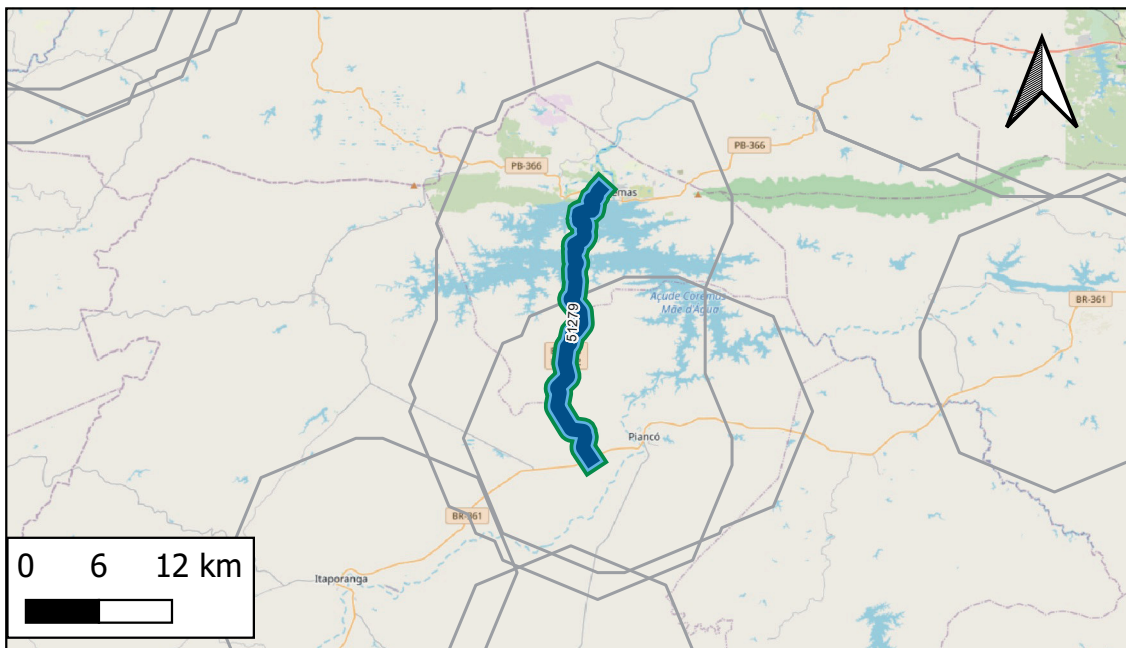 PB-366
PB-366
emas
Açude Coremas
Mãe d'Água
BR-361
51279
Piancó
BR-361
Itaporanga
0 6 12 km